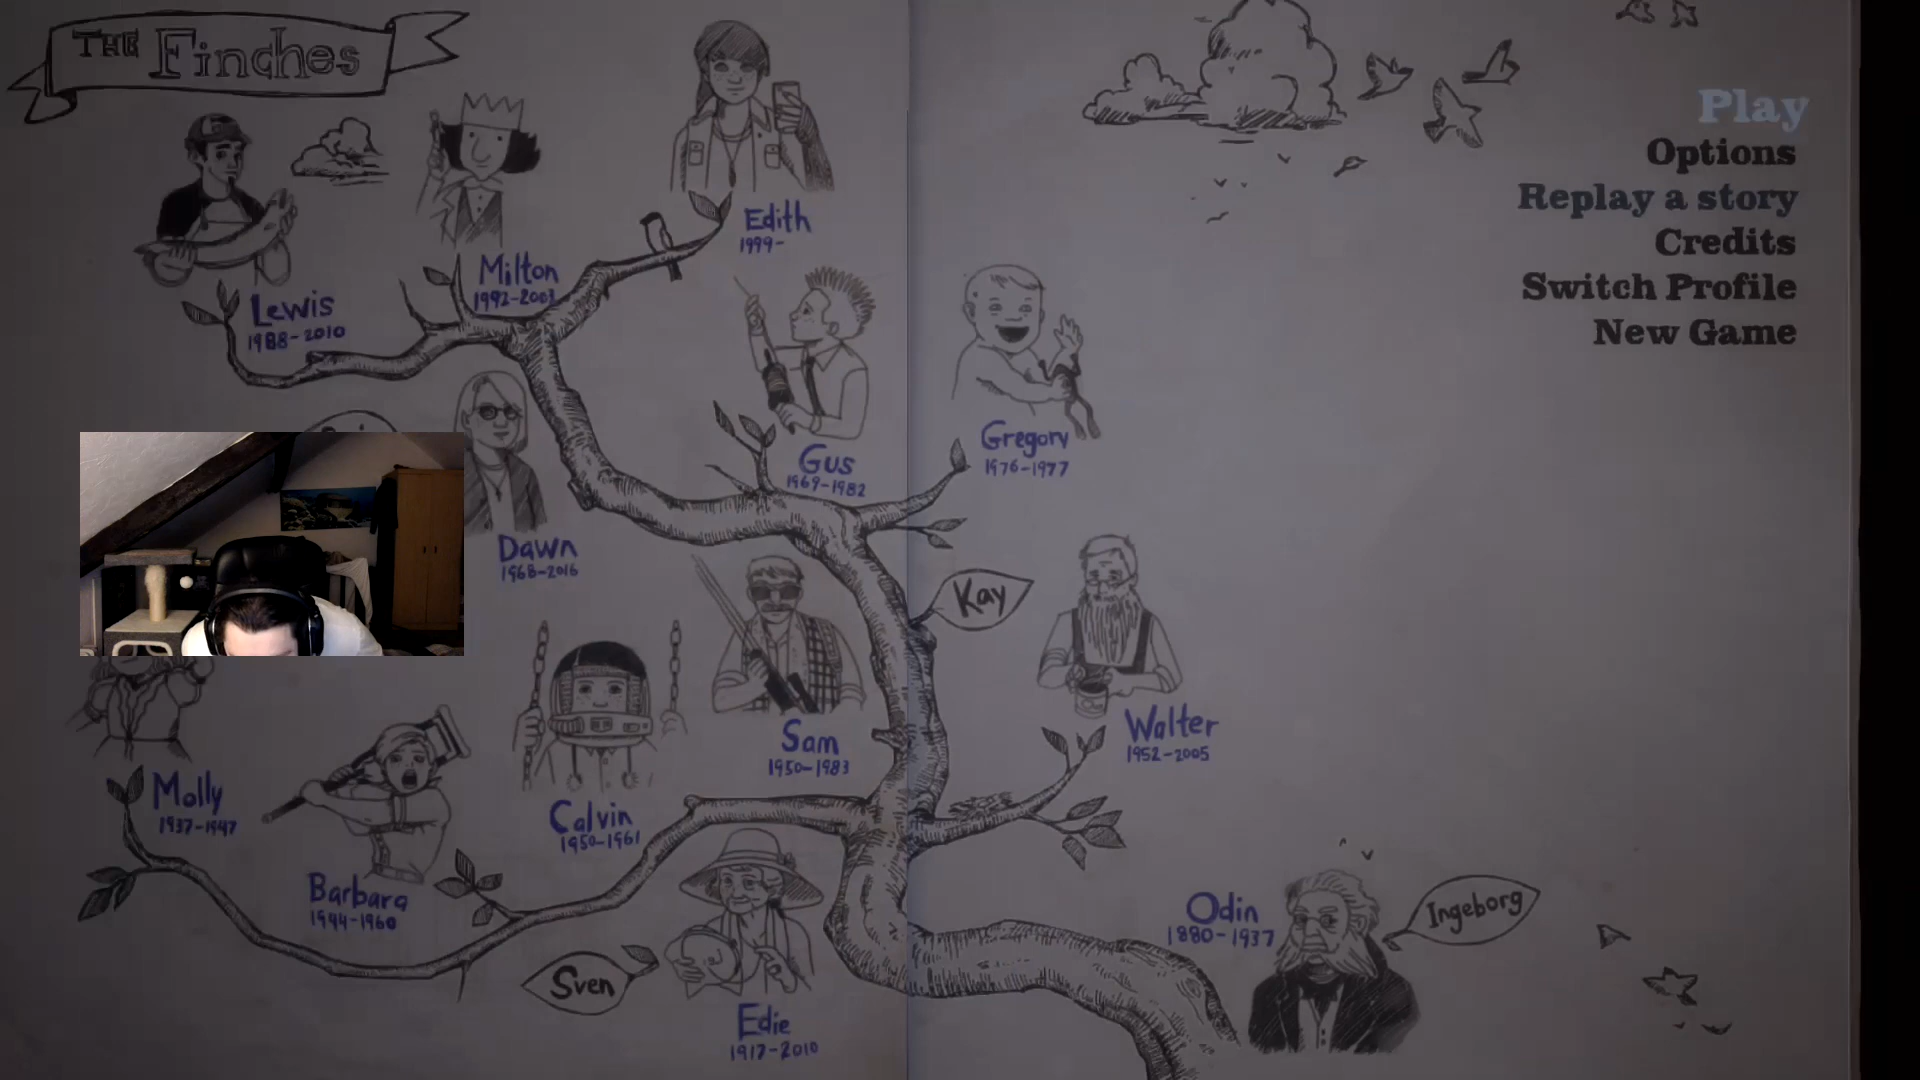 THE Finches
Play
Options
Replay a story
Credits
Switch Profile
New Game
Edith
1999-
Milton
1992-2003
Lewis
1988-2010
Gus
1969-1982
Gregory
1976-1977
Dawn
1968-2016
Kay
Sam
1950-1983
Walter
1952-2005
Molly
1937-1947
Calvin
1950-1961
Barbara
1944-1960
Odin
1880-1937
Ingeborg
Sven
Edie
1917-2010